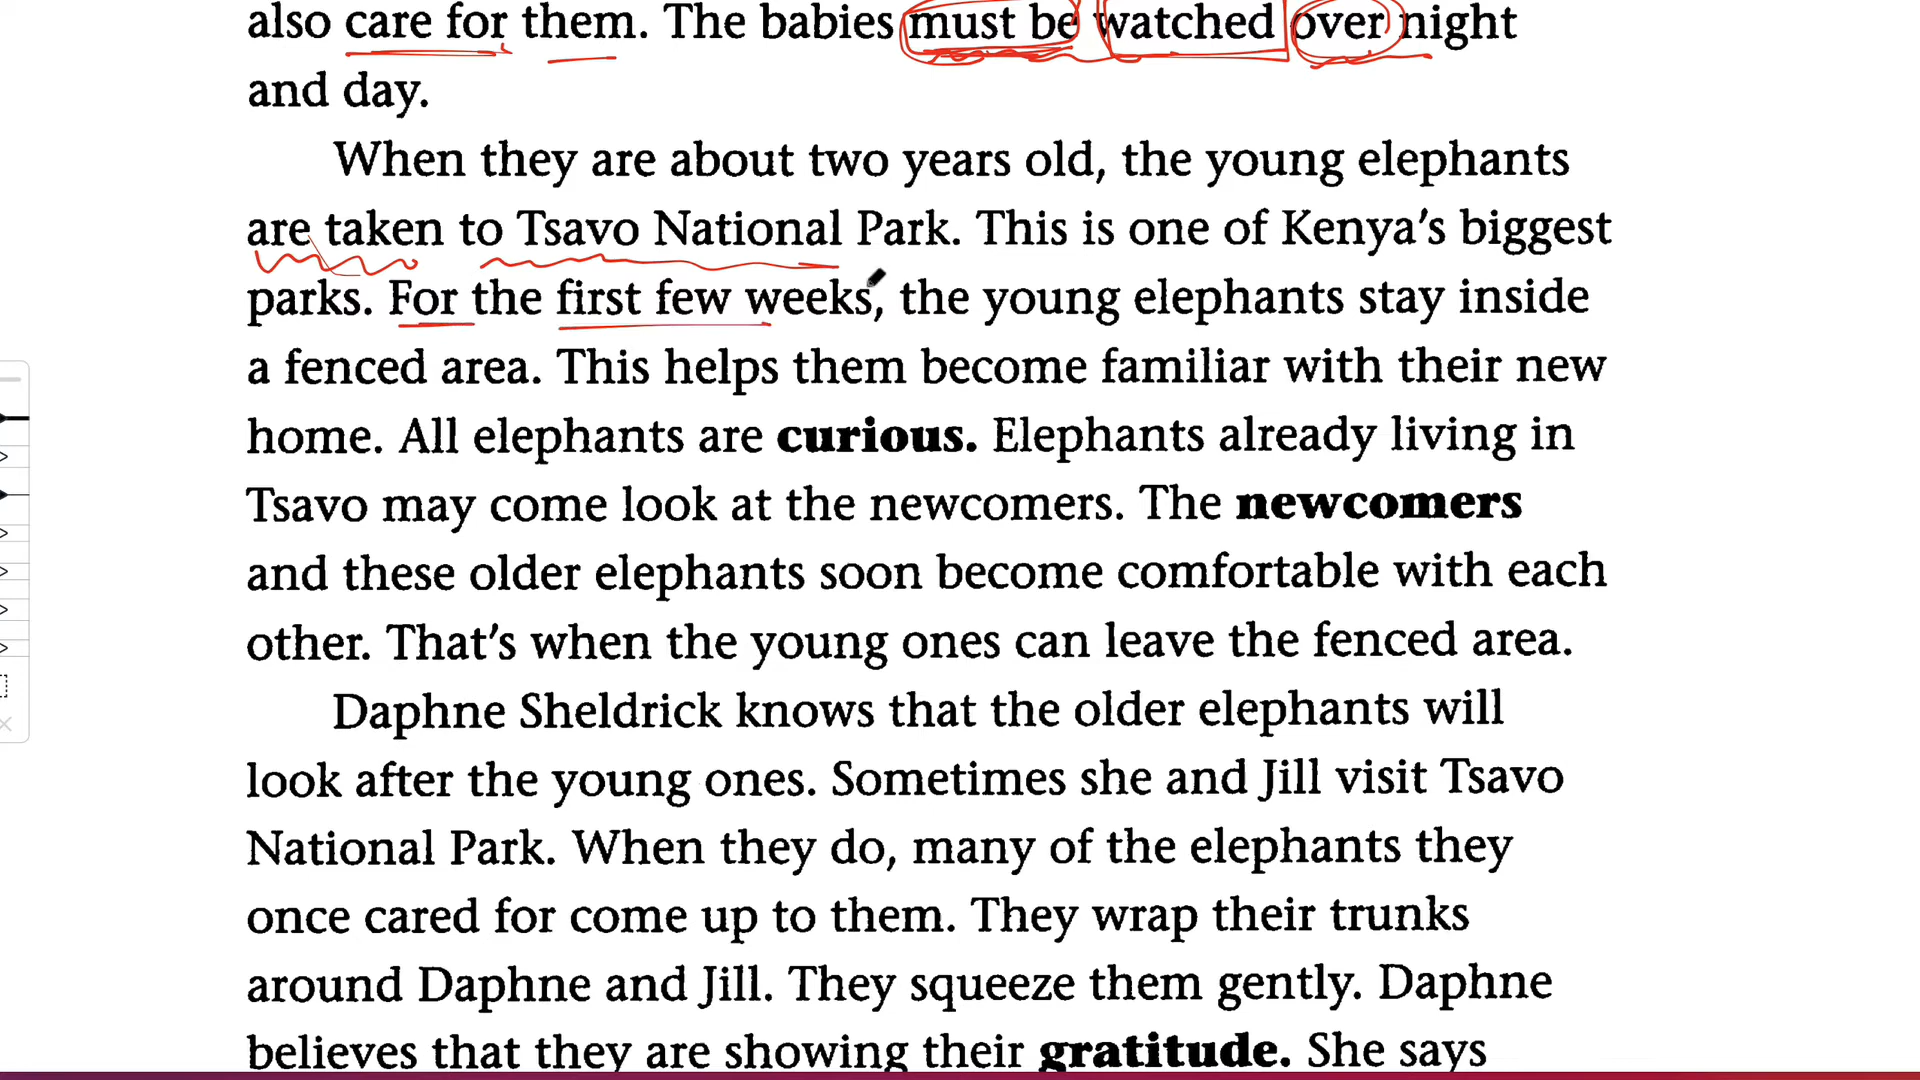 also care for them. The babies must be watched over night
and day.
When they are about two years old, the young elephants
are taken to Tsavo National Park. This is one of Kenya's biggest
parks. For the first few weeks, the young elephants stay inside
a fenced area. This helps them become familiar with their new
home. All elephants are curious. Elephants already living in
Tsavo may come look at the newcomers. The newcomers
and these older elephants soon become comfortable with each
other. That's when the young ones can leave the fenced area.
Daphne Sheldrick knows that the older elephants will
look after the young ones. Sometimes she and Jill visit Tsavo
National Park. When they do, many of the elephants they
once cared for come up to them. They wrap their trunks
around Daphne and Jill. They squeeze them gently. Daphne
believes that they are showing their gratitude. She says